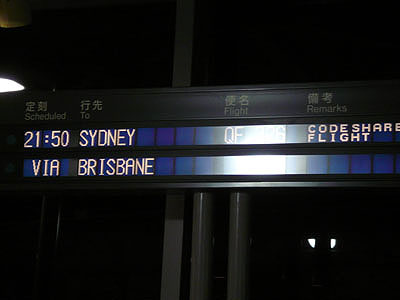 定刻 行先 便名 備考
Scheduled To Flight Remarks
21:50 SYDNEY QF CODESHARE
FLIGHT
VIA BRISBANE